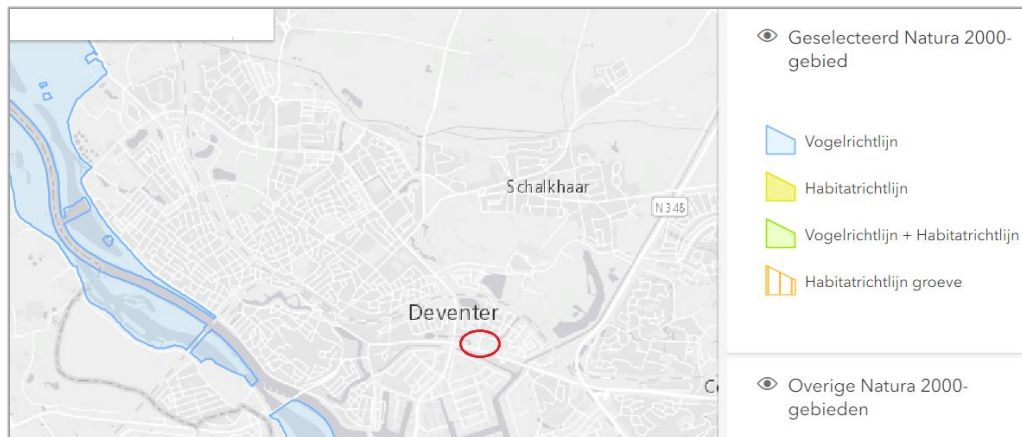 Schalkhaar
N 348
Deventer
Geselecteerd Natura 2000-
gebied
Vogelrichtlijn
Habitatrichtlijn
Vogelrichtlijn + Habitatrichtlijn
Habitatrichtlijn groeve
Overige Natura 2000-
gebieden